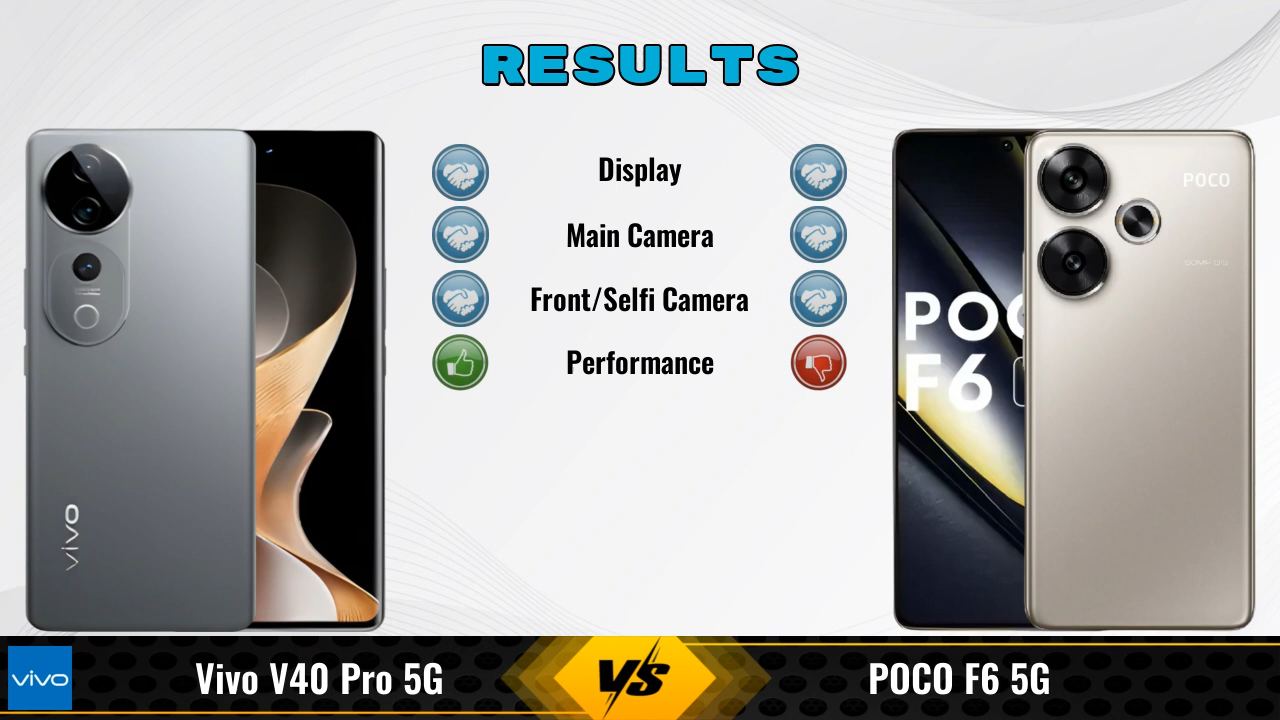 RESULTS
Display
Main Camera
Front/Selfi Camera
Performance
vivo
POCO
POCO
F6
vivo
Vivo V40 Pro 5G
VS
POCO F6 5G